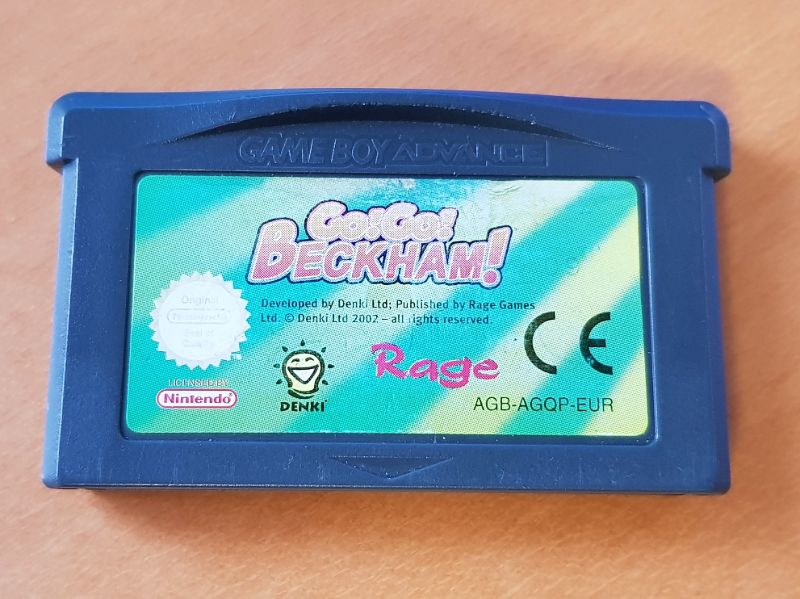 GAME BOY ADVANCE
Go!Go!
BECKHAM!
Developed by Denki Ltd; Published by Rage Games
Ltd. © Denki Ltd 2002 – all rights reserved.
Original
Nintendo
Seal of
Quality
LICENSED BY
Nintendo
DENKI
Rage
CE
AGB-AGQP-EUR